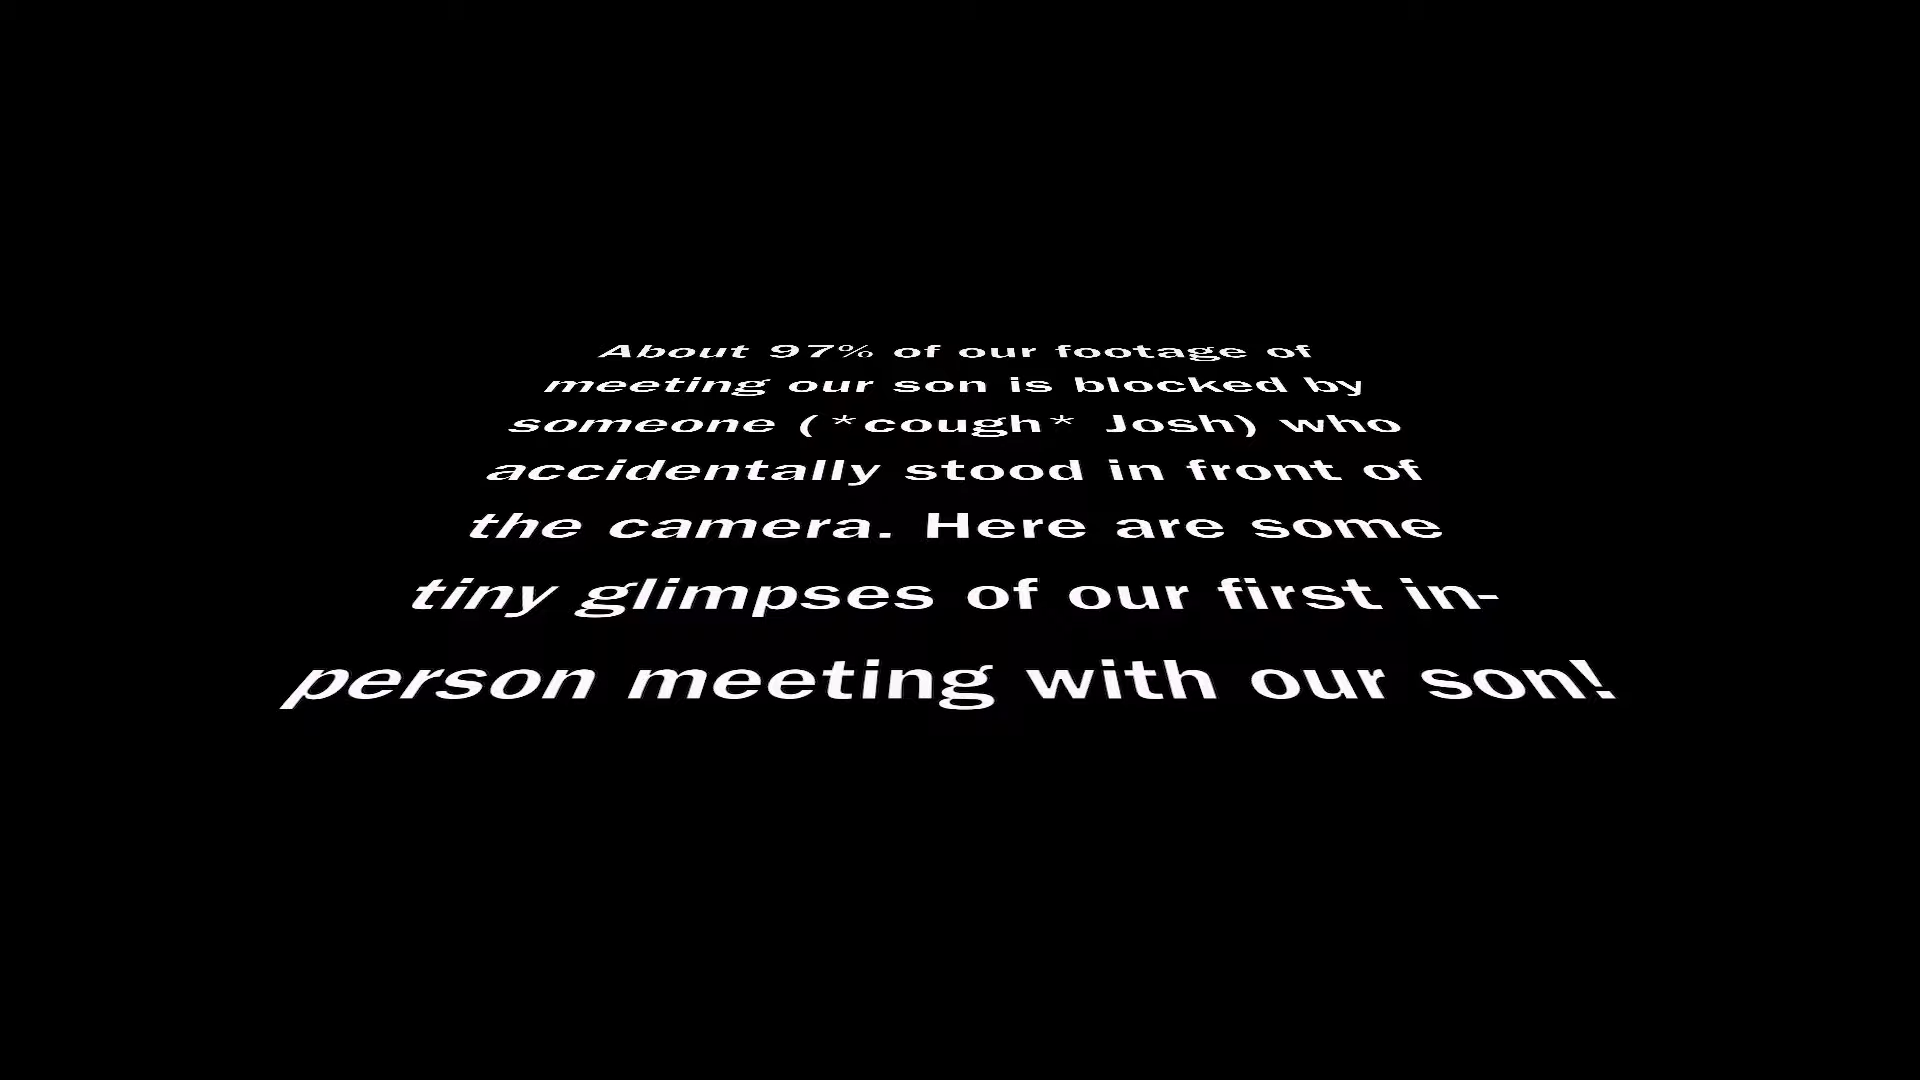 About 97% of our footage of
meeting our son is blocked by
someone (*cough* Josh) who
accidentally stood in front of
the camera. Here are some
tiny glimpses of our first in-
person meeting with our son!